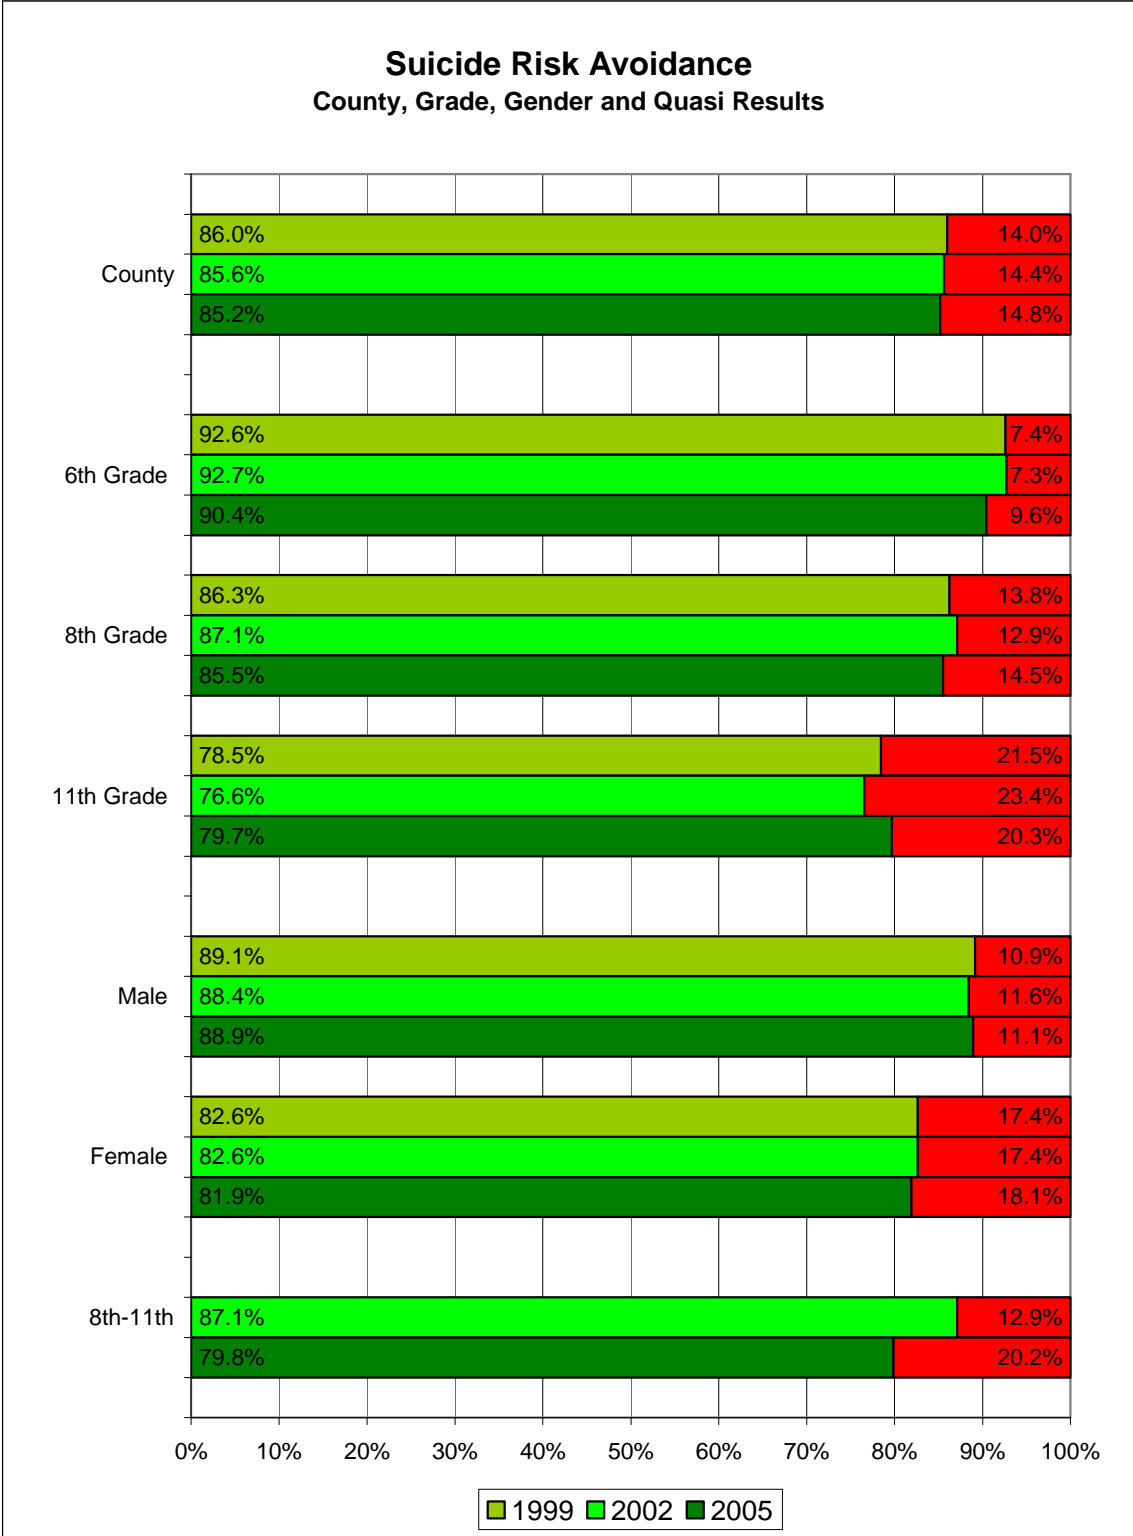 Suicide Risk Avoidance
County, Grade, Gender and Quasi Results
86.0% 14.0%
County 85.6% 14.4%
85.2% 14.8%
92.6% 7.4%
6th Grade 92.7% 7.3%
90.4% 9.6%
86.3% 13.8%
8th Grade 87.1% 12.9%
85.5% 14.5%
78.5% 21.5%
11th Grade 76.6% 23.4%
79.7% 20.3%
89.1% 10.9%
Male 88.4% 11.6%
88.9% 11.1%
82.6% 17.4%
Female 82.6% 17.4%
81.9% 18.1%
8th-11th 87.1% 12.9%
79.8% 20.2%
0% 10% 20% 30% 40% 50% 60% 70% 80% 90% 100%
1999 2002 2005